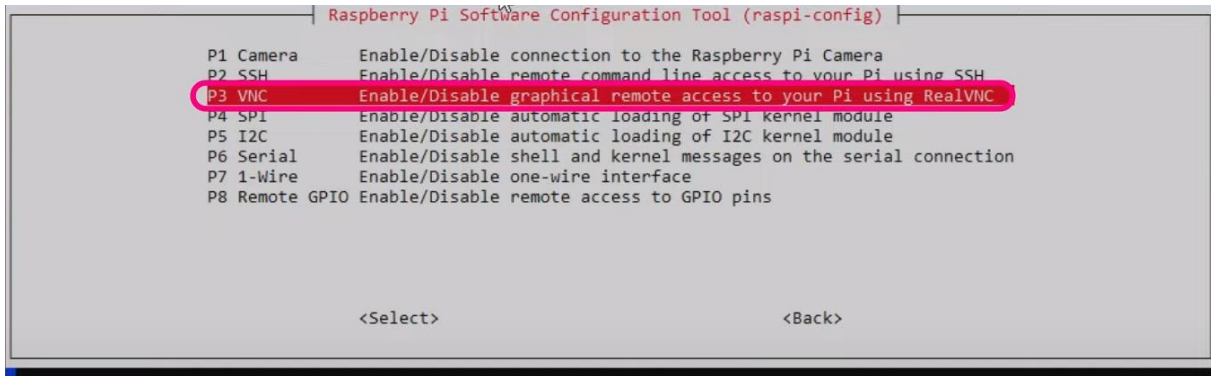 Raspberry Pi Software Configuration Tool (raspi-config)
P1 Camera Enable/Disable connection to the Raspberry Pi Camera
P2 SSH Enable/Disable remote command line access to your Pi using SSH
P3 VNC Enable/Disable graphical remote access to your Pi using RealVNC
P4 SPI Enable/Disable automatic loading of SPI kernel module
P5 I2C Enable/Disable automatic loading of I2C kernel module
P6 Serial Enable/Disable shell and kernel messages on the serial connection
P7 1-Wire Enable/Disable one-wire interface
P8 Remote GPIO Enable/Disable remote access to GPIO pins
<Select> <Back>